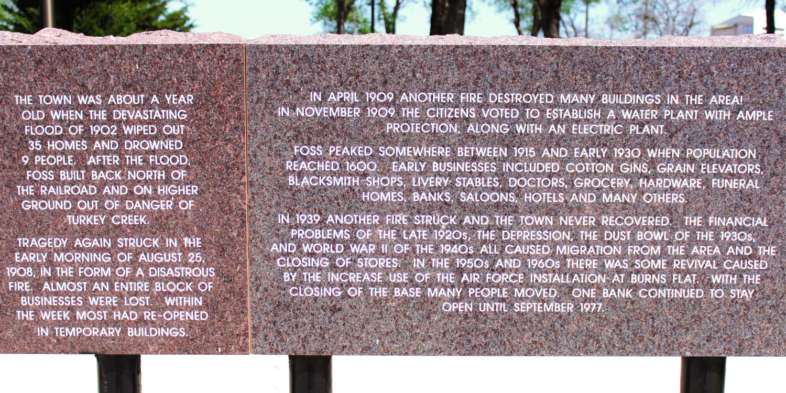 THE TOWN WAS ABOUT A YEAR
OLD WHEN THE DEVASTATING
FLOOD OF 1902 WIPED OUT
35 HOMES AND DROWNED
9 PEOPLE. AFTER THE FLOOD,
FOSS BUILT BACK NORTH OF
THE RAILROAD AND ON HIGHER
GROUND OUT OF DANGER OF
TURKEY CREEK.
TRAGEDY AGAIN STRUCK IN THE
EARLY MORNING OF AUGUST 25,
1908, IN THE FORM OF A DISASTROUS
FIRE. ALMOST AN ENTIRE BLOCK OF
BUSINESSES WERE LOST. WITHIN
THE WEEK MOST HAD RE-OPENED
IN TEMPORARY BUILDINGS.
IN APRIL 1909 ANOTHER FIRE DESTROYED MANY BUILDINGS IN THE AREA!
IN NOVEMBER 1909 THE CITIZENS VOTED TO ESTABLISH A WATER PLANT WITH AMPLE
PROTECTION, ALONG WITH AN ELECTRIC PLANT.
FOSS PEAKED SOMEWHERE BETWEEN 1915 AND EARLY 1930 WHEN POPULATION
REACHED 1600. EARLY BUSINESSES INCLUDED COTTON GINS, GRAIN ELEVATORS,
BLACKSMITH SHOPS, LIVERY STABLES, DOCTORS, GROCERY, HARDWARE, FUNERAL
HOMES, BANKS, SALOONS, HOTELS AND MANY OTHERS.
IN 1939 ANOTHER FIRE STRUCK AND THE TOWN NEVER RECOVERED. THE FINANCIAL
PROBLEMS OF THE LATE 1920s, THE DEPRESSION, THE DUST BOWL OF THE 1930s,
AND WORLD WAR II OF THE 1940s ALL CAUSED MIGRATION FROM THE AREA AND THE
CLOSING OF STORES. IN THE 1950s AND 1960s THERE WAS SOME REVIVAL CAUSED
BY THE INCREASE USE OF THE AIR FORCE INSTALLATION AT BURNS FLAT. WITH THE
CLOSING OF THE BASE MANY PEOPLE MOVED. ONE BANK CONTINUED TO STAY
OPEN UNTIL SEPTEMBER 1977.